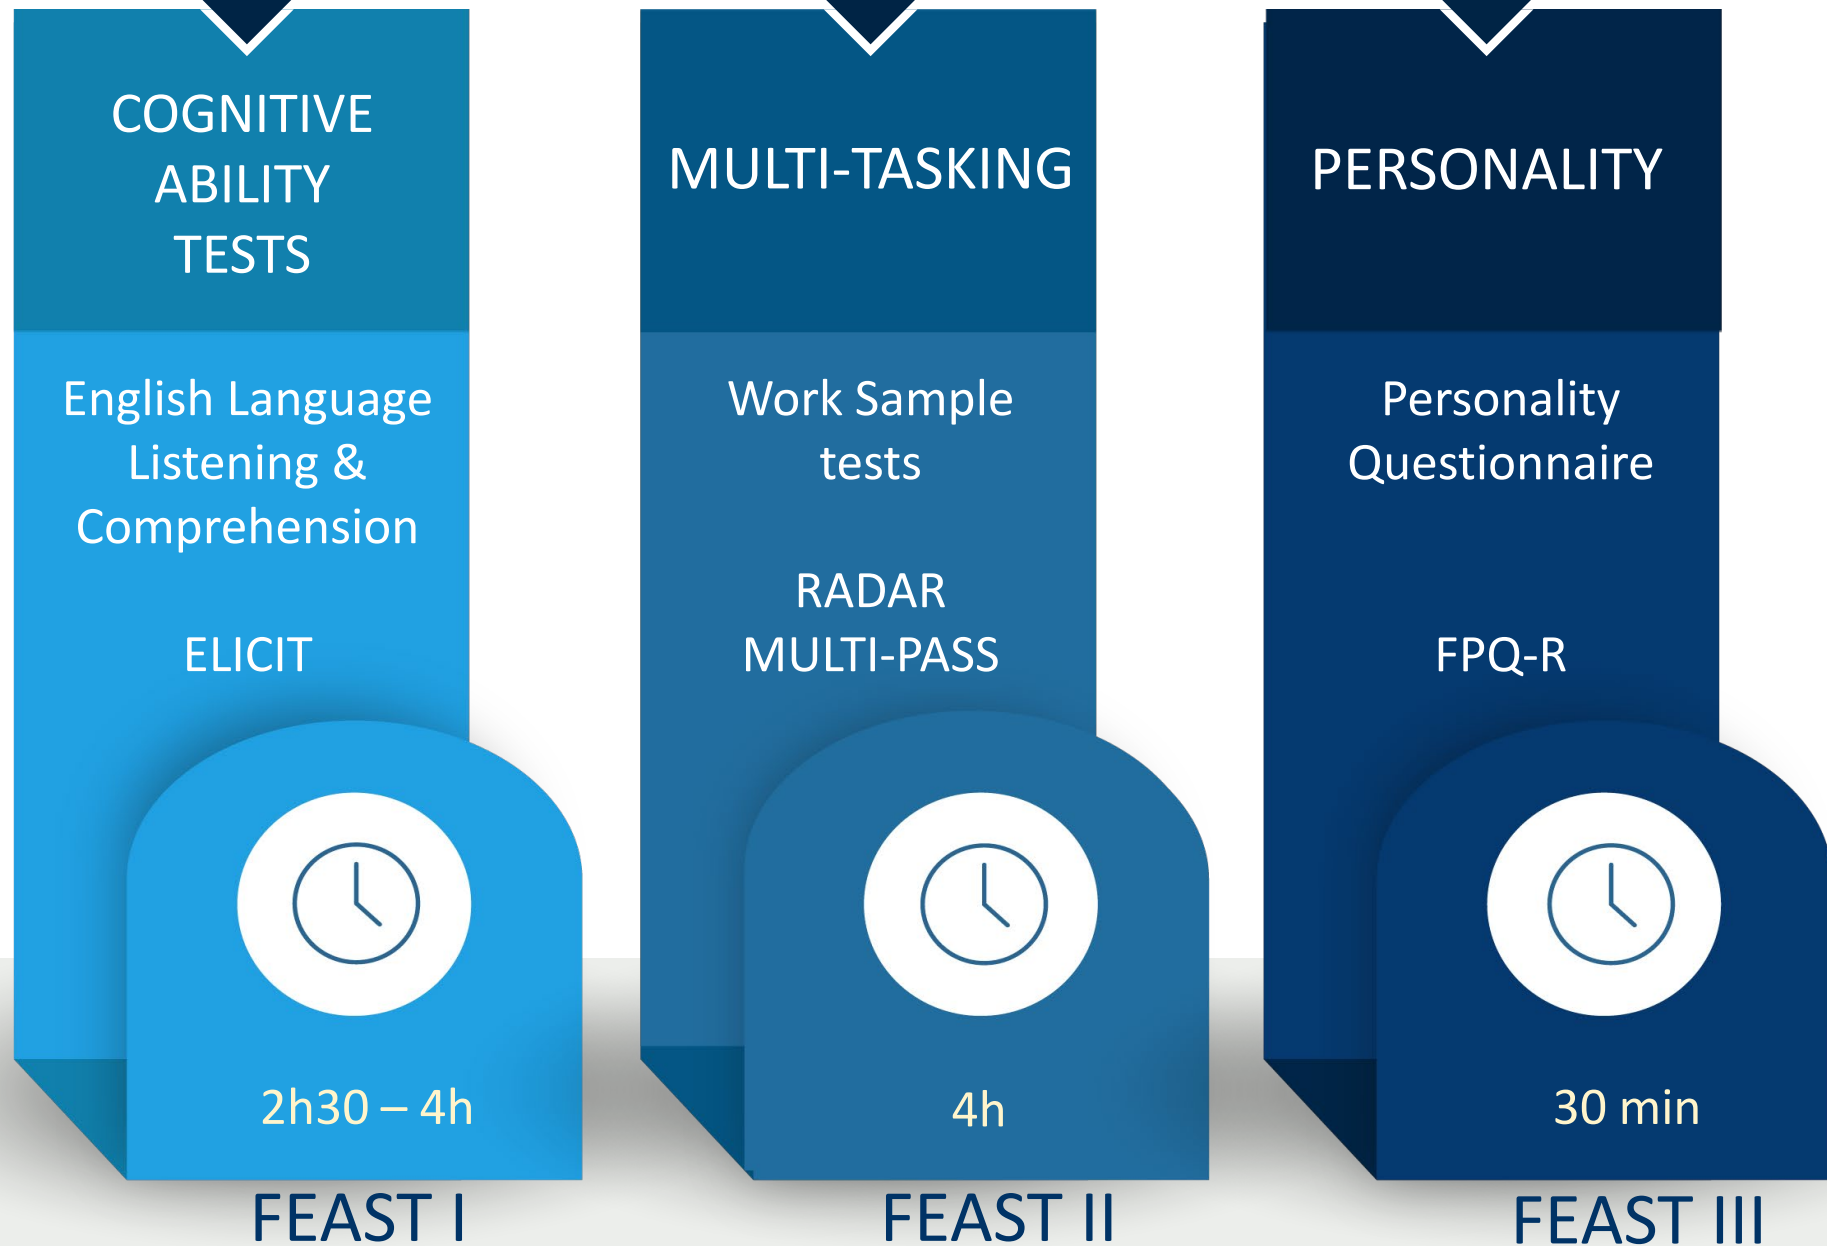 COGNITIVE
ABILITY
TESTS
English Language
Listening &
Comprehension
ELICIT
2h30 – 4h
FEAST I
MULTI-TASKING
Work Sample
tests
RADAR
MULTI-PASS
4h
FEAST II
PERSONALITY
Personality
Questionnaire
FPQ-R
30 min
FEAST III